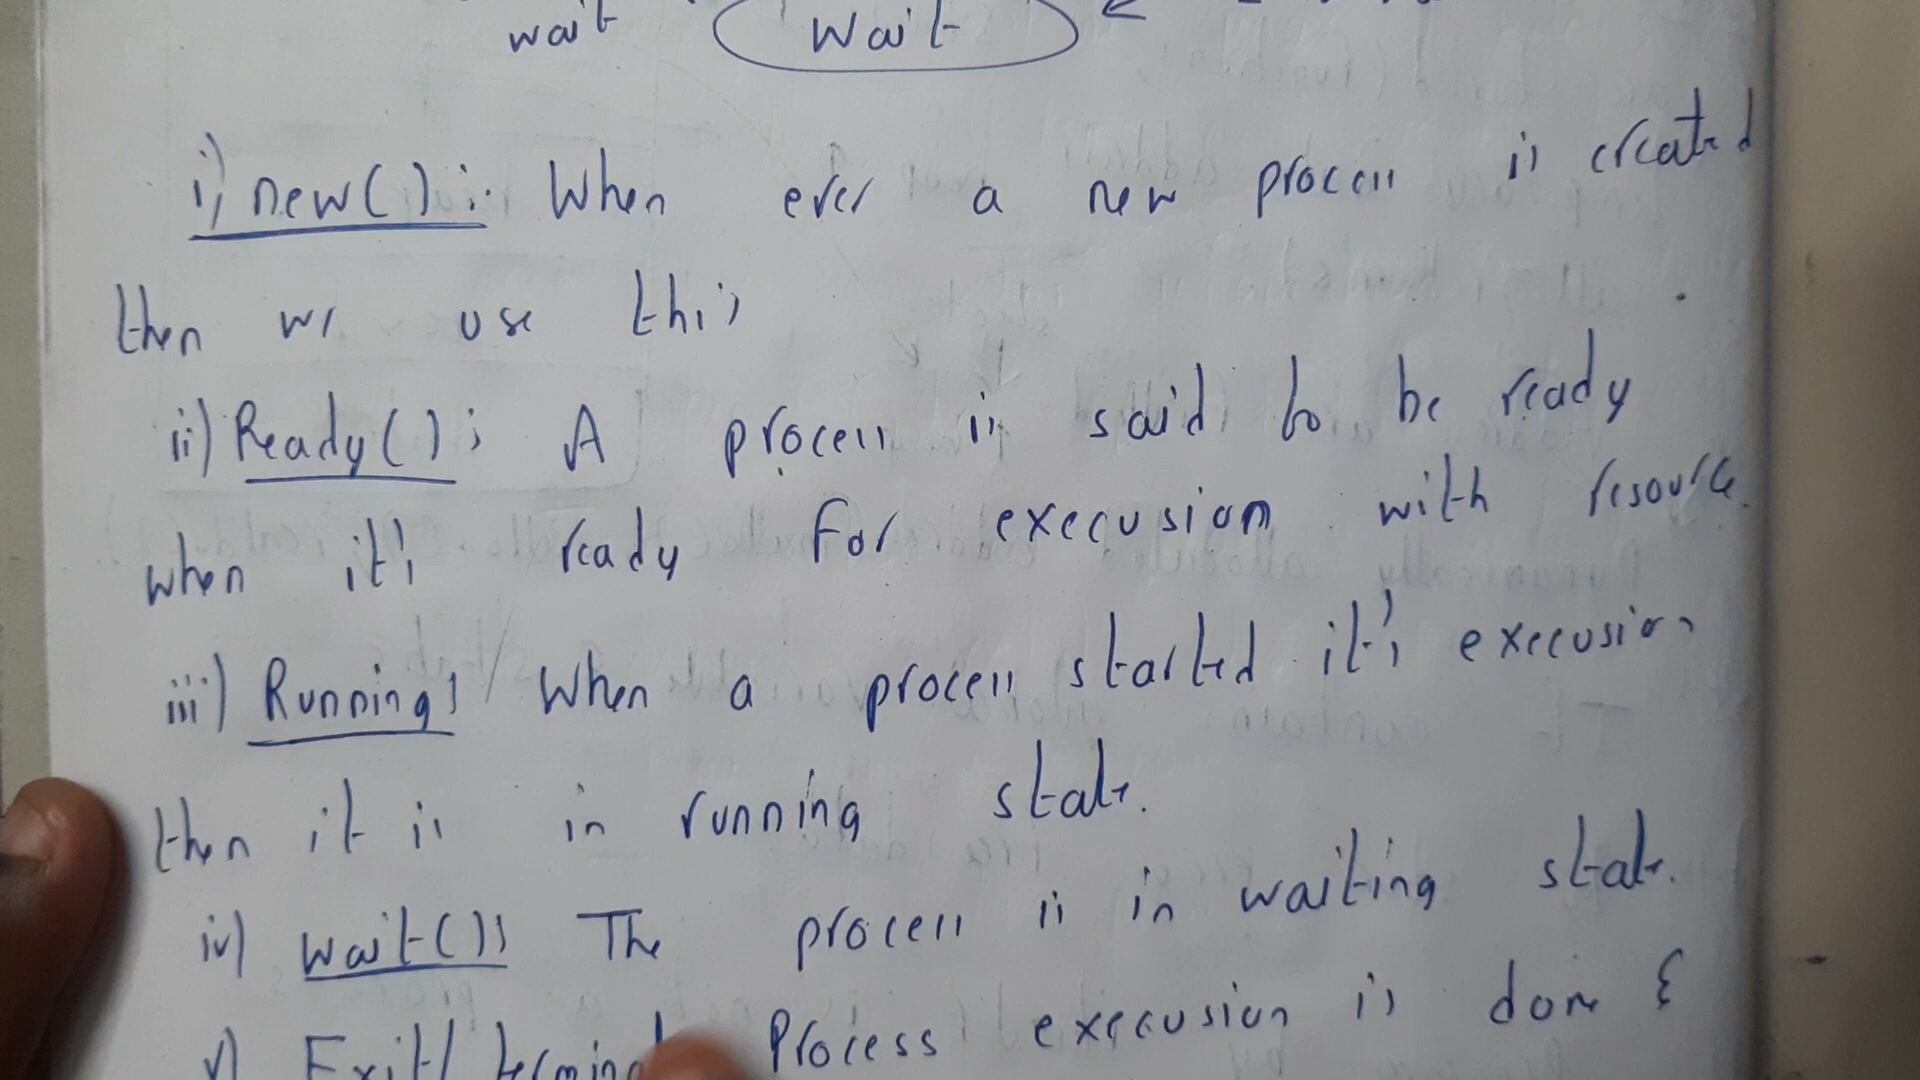 wait wait
i) new() : When ever a new process is created
then we use this
ii) Ready() : A process is said to be ready
when it's ready for execusion with resource
iii) Running : When a process started it's execusion
then it is in running state.
iv) wait() : The process is in waiting state.
v) Exit/ Process execusion is done &